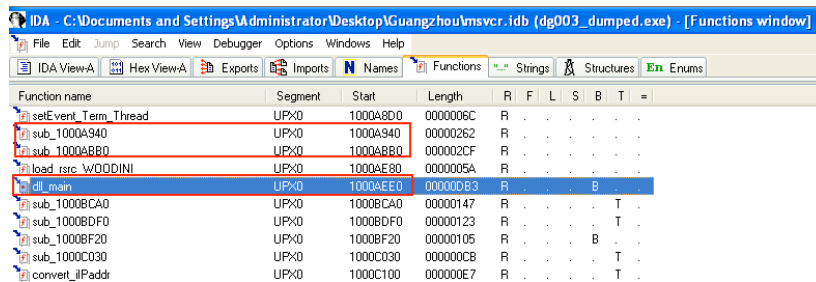 IDA - C:\Documents and Settings\Administrator\Desktop\Guangzhou\msvcr.idb (dg003_dumped.exe) - [Functions window]
File Edit Jump Search View Debugger Options Windows Help
IDA View-A Hex View-A Exports Imports N Names Functions "..." Strings Structures En Enums
Function name Segment Start Length R F L S B T =
setEvent_Term_Thread UPX0 1000A8D0 0000006C R . . . . . .
sub_1000A940 UPX0 1000A940 00000262 R . . . . . .
sub_1000ABB0 UPX0 1000ABB0 000002CF R . . . . . .
load_rsrc_WOODINI UPX0 1000AE80 0000005A R . . . . . .
dll_main UPX0 1000AEE0 00000DB3 R . . . B . .
sub_1000BCA0 UPX0 1000BCA0 00000147 R . . . . T .
sub_1000BDF0 UPX0 1000BDF0 00000123 R . . . . T .
sub_1000BF20 UPX0 1000BF20 00000105 R . . . B . .
sub_1000C030 UPX0 1000C030 000000CB R . . . . T .
convert_ilPaddr UPX0 1000C100 000000E7 R . . . . T .